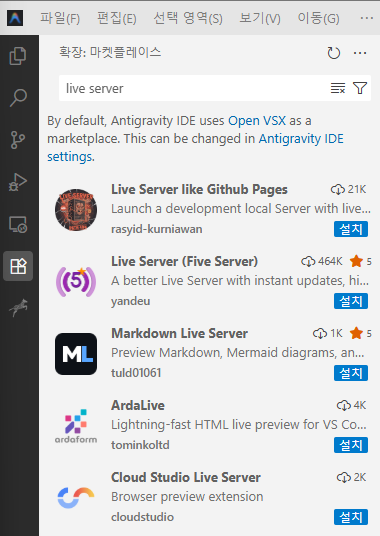 파일(F) 편집(E) 선택 영역(S) 보기(V) 이동(G) ···
확장: 마켓플레이스
live server
By default, Antigravity IDE uses Open VSX as a
marketplace. This can be changed in Antigravity IDE
settings.
Live Server like Github Pages 21K
Launch a development local Server with live...
rasyid-kurniawan 설치
Live Server (Five Server) 464K 5
5
A better Live Server with instant updates, hi...
yandeu 설치
Markdown Live Server 1K 5
ML
Preview Markdown, Mermaid diagrams, an...
tuld01061 설치
ArdaLive 4K
Lightning-fast HTML live preview for VS Co...
ardaform
tominkoltd 설치
Cloud Studio Live Server 2K
Browser preview extension
cloudstudio 설치